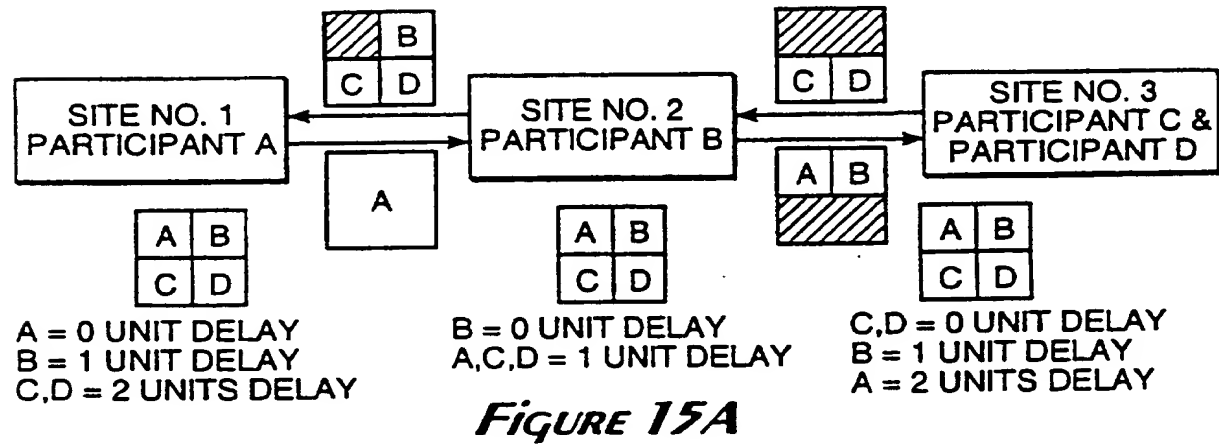 B
C D
C D
SITE NO. 1
PARTICIPANT A
SITE NO. 2
PARTICIPANT B
SITE NO. 3
PARTICIPANT C &
PARTICIPANT D
A
A B
A B
C D
A B
C D
A B
C D
A = 0 UNIT DELAY
B = 1 UNIT DELAY
C,D = 2 UNITS DELAY
B = 0 UNIT DELAY
A,C,D = 1 UNIT DELAY
C,D = 0 UNIT DELAY
B = 1 UNIT DELAY
A = 2 UNITS DELAY
FIGURE 15A